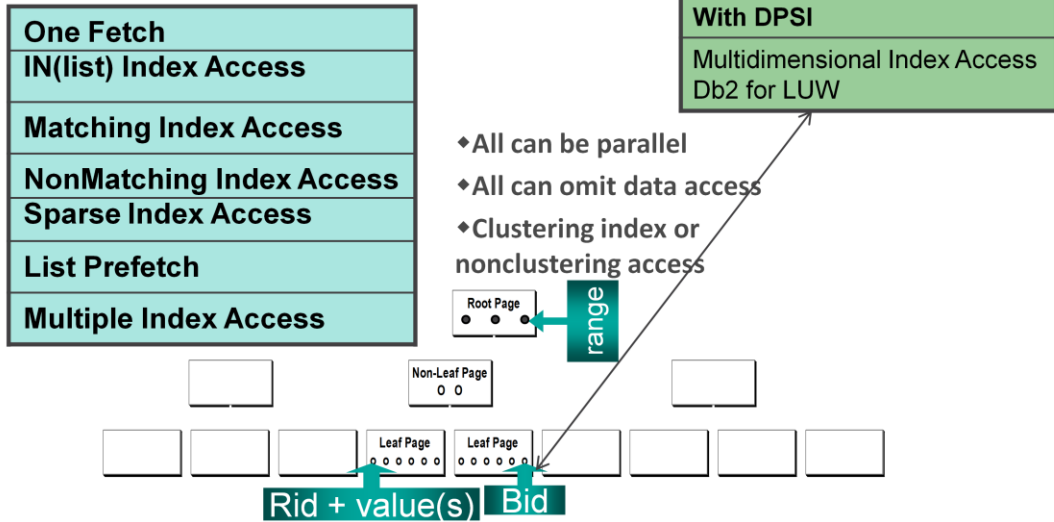 One Fetch
IN(list) Index Access
Matching Index Access
NonMatching Index Access
Sparse Index Access
List Prefetch
Multiple Index Access
With DPSI
Multidimensional Index Access
Db2 for LUW
◆All can be parallel
◆All can omit data access
◆Clustering index or
nonclustering access
Root Page
range
Non-Leaf Page
Leaf Page
Leaf Page
Rid + value(s)
Bid